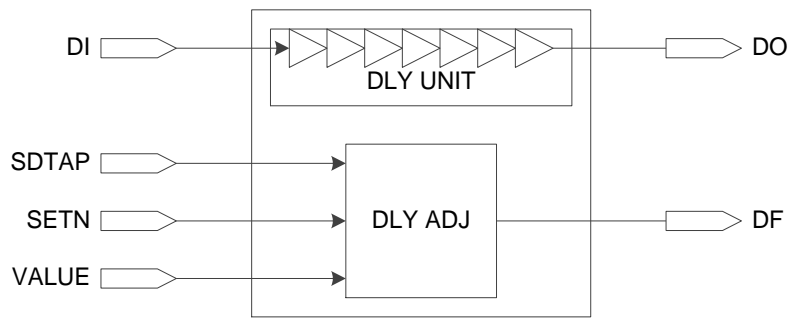 DI
DO
DLY UNIT
SDTAP
SETN
DLY ADJ
DF
VALUE